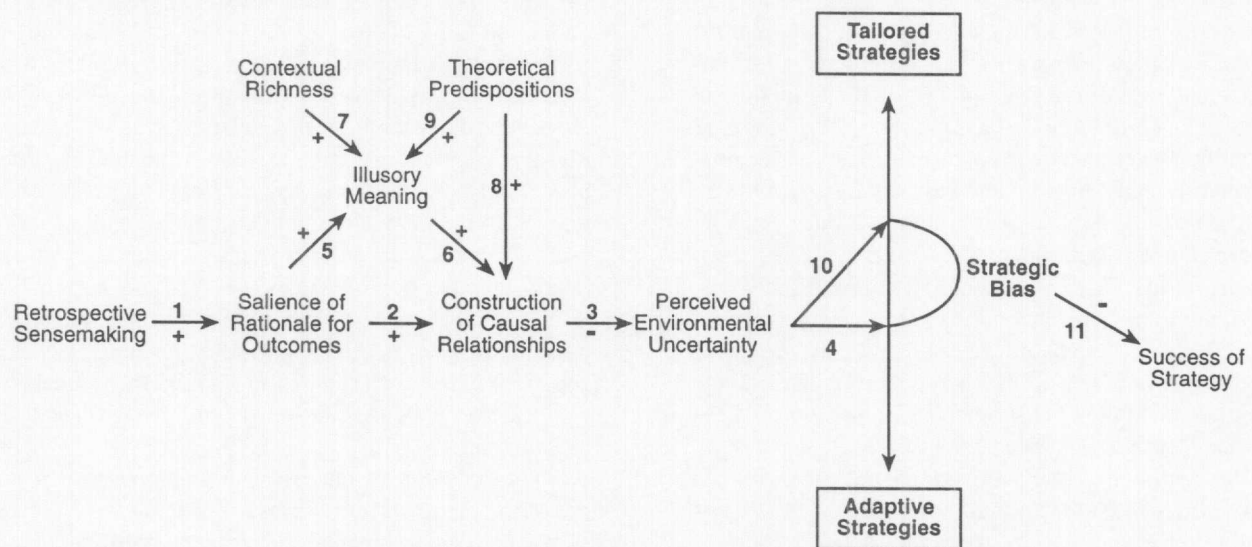 Tailored
Strategies
Contextual
Richness
Theoretical
Predispositions
7
+
9
+
Illusory
Meaning
8 +
+
5
+
6
10
Strategic
Bias
Retrospective
Sensemaking
1
+
Salience of
Rationale for
Outcomes
2
+
Construction
of Causal
Relationships
3
-
Perceived
Environmental
Uncertainty
4
-
11
Success of
Strategy
Adaptive
Strategies